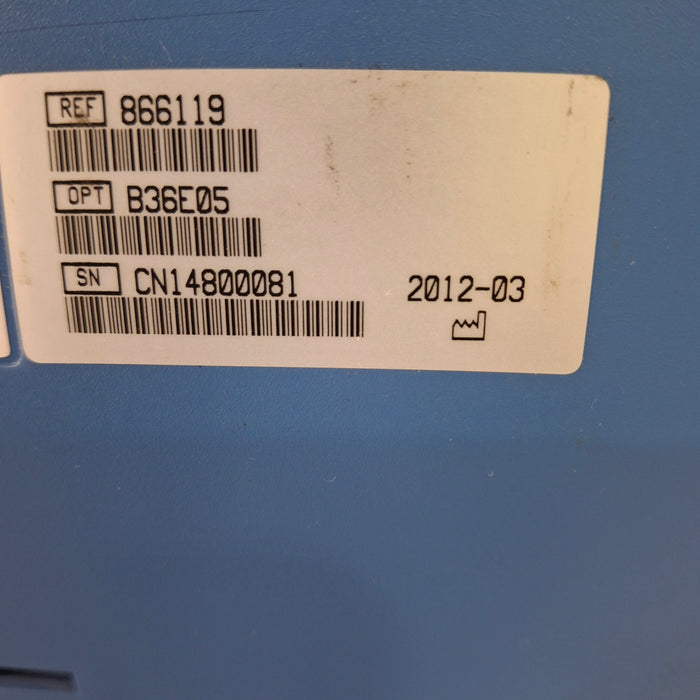 REF 866119
OPT B36E05
SN CN14800081
2012-03